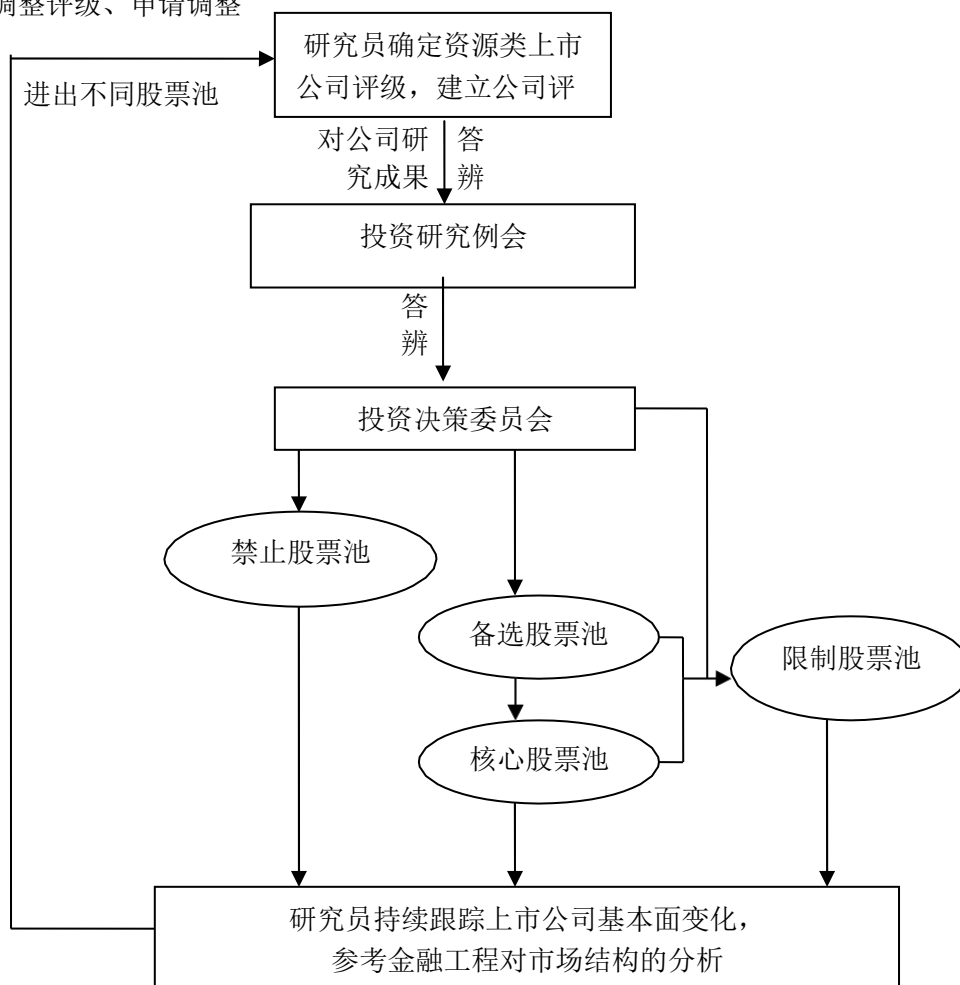 调整评级、申请调整
研究员确定资源类上市
公司评级，建立公司评
进出不同股票池
对公司研
究成果
答
辨
投资研究例会
答
辨
投资决策委员会
禁止股票池
备选股票池
限制股票池
核心股票池
研究员持续跟踪上市公司基本面变化，
参考金融工程对市场结构的分析